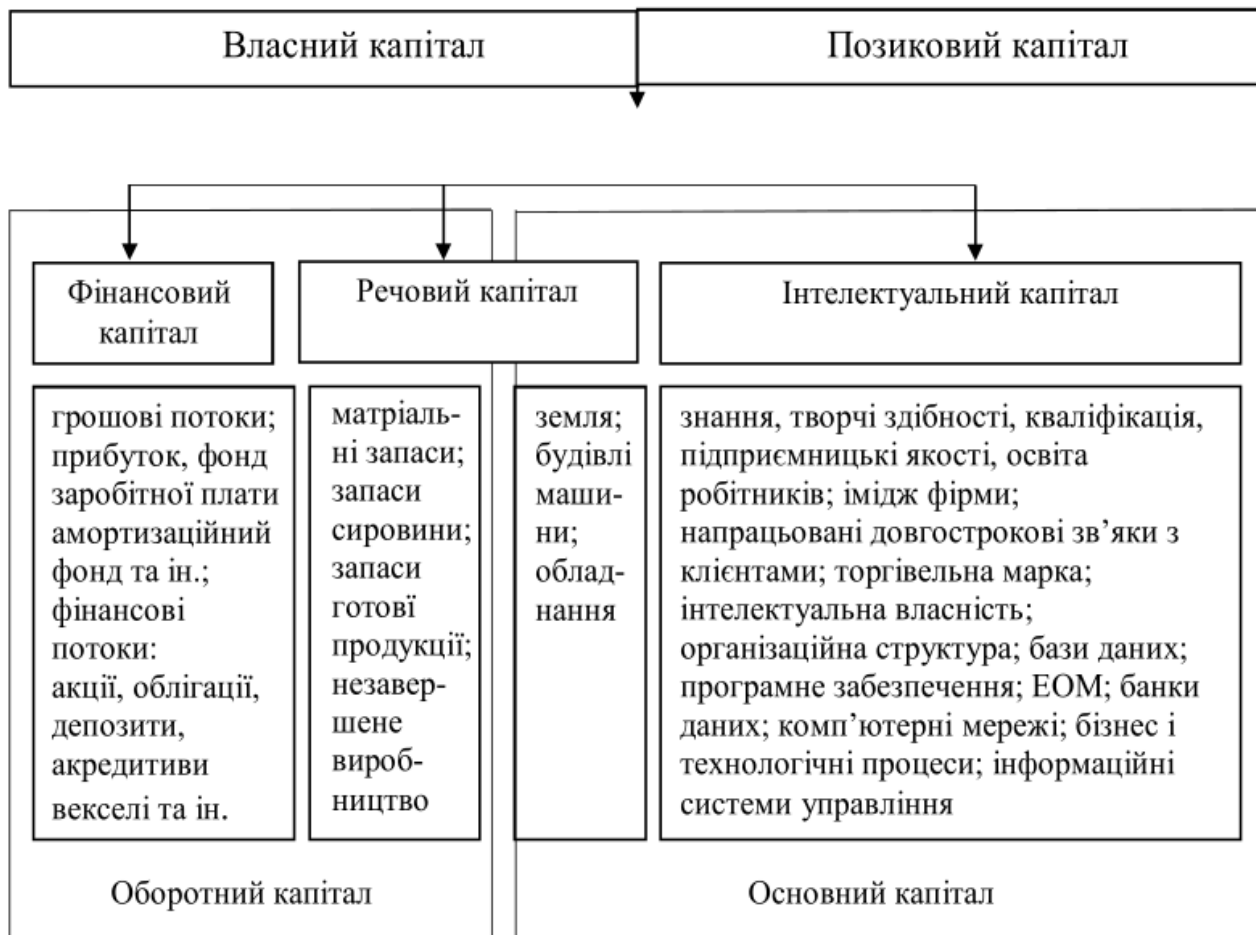 Власний капітал
Позиковий капітал
Фінансовий
капітал
Речовий капітал
Інтелектуальний капітал
грошові потоки;
прибуток, фонд
заробітної плати
амортизаційний
фонд та ін.;
фінансові
потоки:
акції, облігації,
депозити,
акредитиви
векселі та ін.
матріаль-
ні запаси;
запаси
сировини;
запаси
готової
продукції;
незавер-
шене
вироб-
ництво
земля;
будівлі
маши-
ни;
облад-
нання
знання, творчі здібності, кваліфікація,
підприємницькі якості, освіта
робітників; імідж фірми;
напрацьовані довгострокові зв’яки з
клієнтами; торгівельна марка;
інтелектуальна власність;
організаційна структура; бази даних;
програмне забезпечення; ЕОМ; банки
даних; комп’ютерні мережі; бізнес і
технологічні процеси; інформаційні
системи управління
Оборотний капітал
Основний капітал